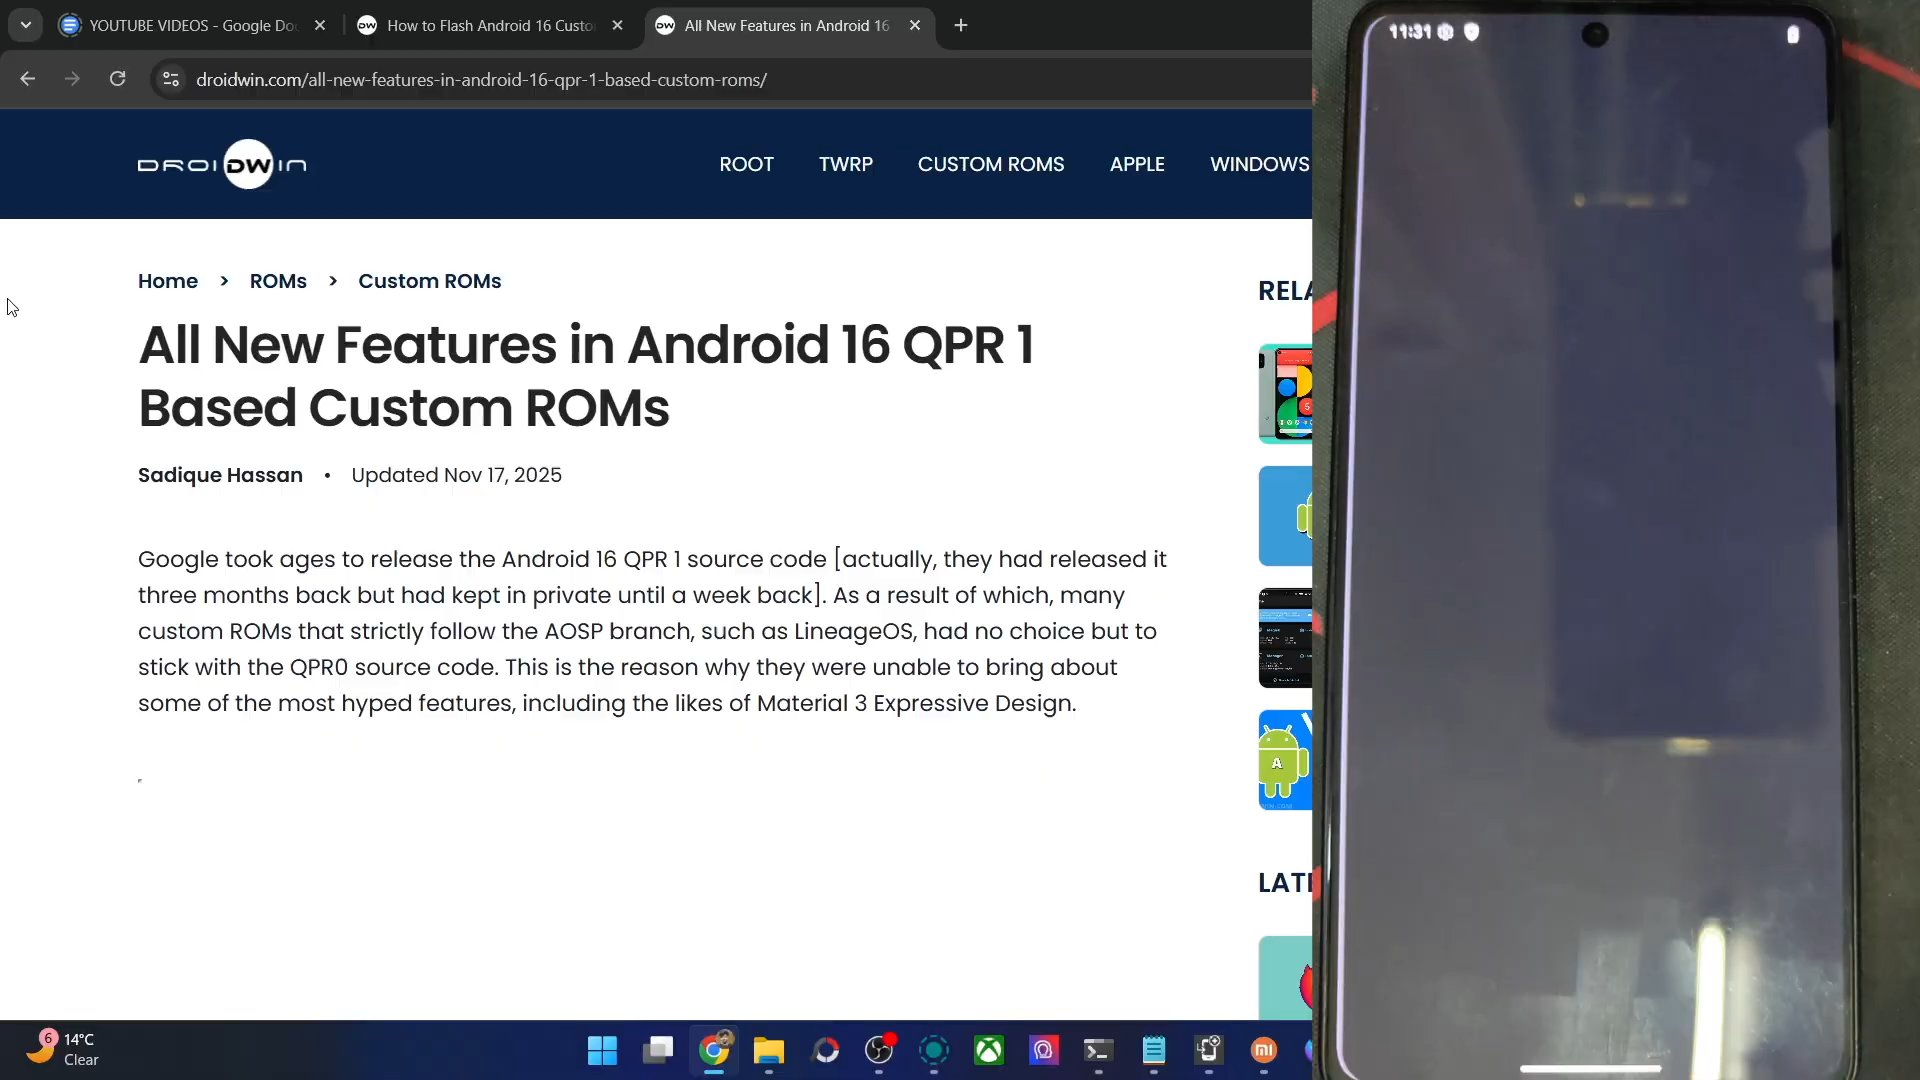 YOUTUBE VIDEOS - Google Do
How to Flash Android 16 Custo
All New Features in Android 16
droidwin.com/all-new-features-in-android-16-qpr-1-based-custom-roms/
DROIDWIN
ROOT
TWRP
CUSTOM ROMS
APPLE
WINDOWS
Home > ROMs > Custom ROMs
All New Features in Android 16 QPR 1
Based Custom ROMs
Sadique Hassan • Updated Nov 17, 2025
Google took ages to release the Android 16 QPR 1 source code [actually, they had released it
three months back but had kept in private until a week back]. As a result of which, many
custom ROMs that strictly follow the AOSP branch, such as LineageOS, had no choice but to
stick with the QPR0 source code. This is the reason why they were unable to bring about
some of the most hyped features, including the likes of Material 3 Expressive Design.
RELA
LATE
11:31
6
14°C
Clear